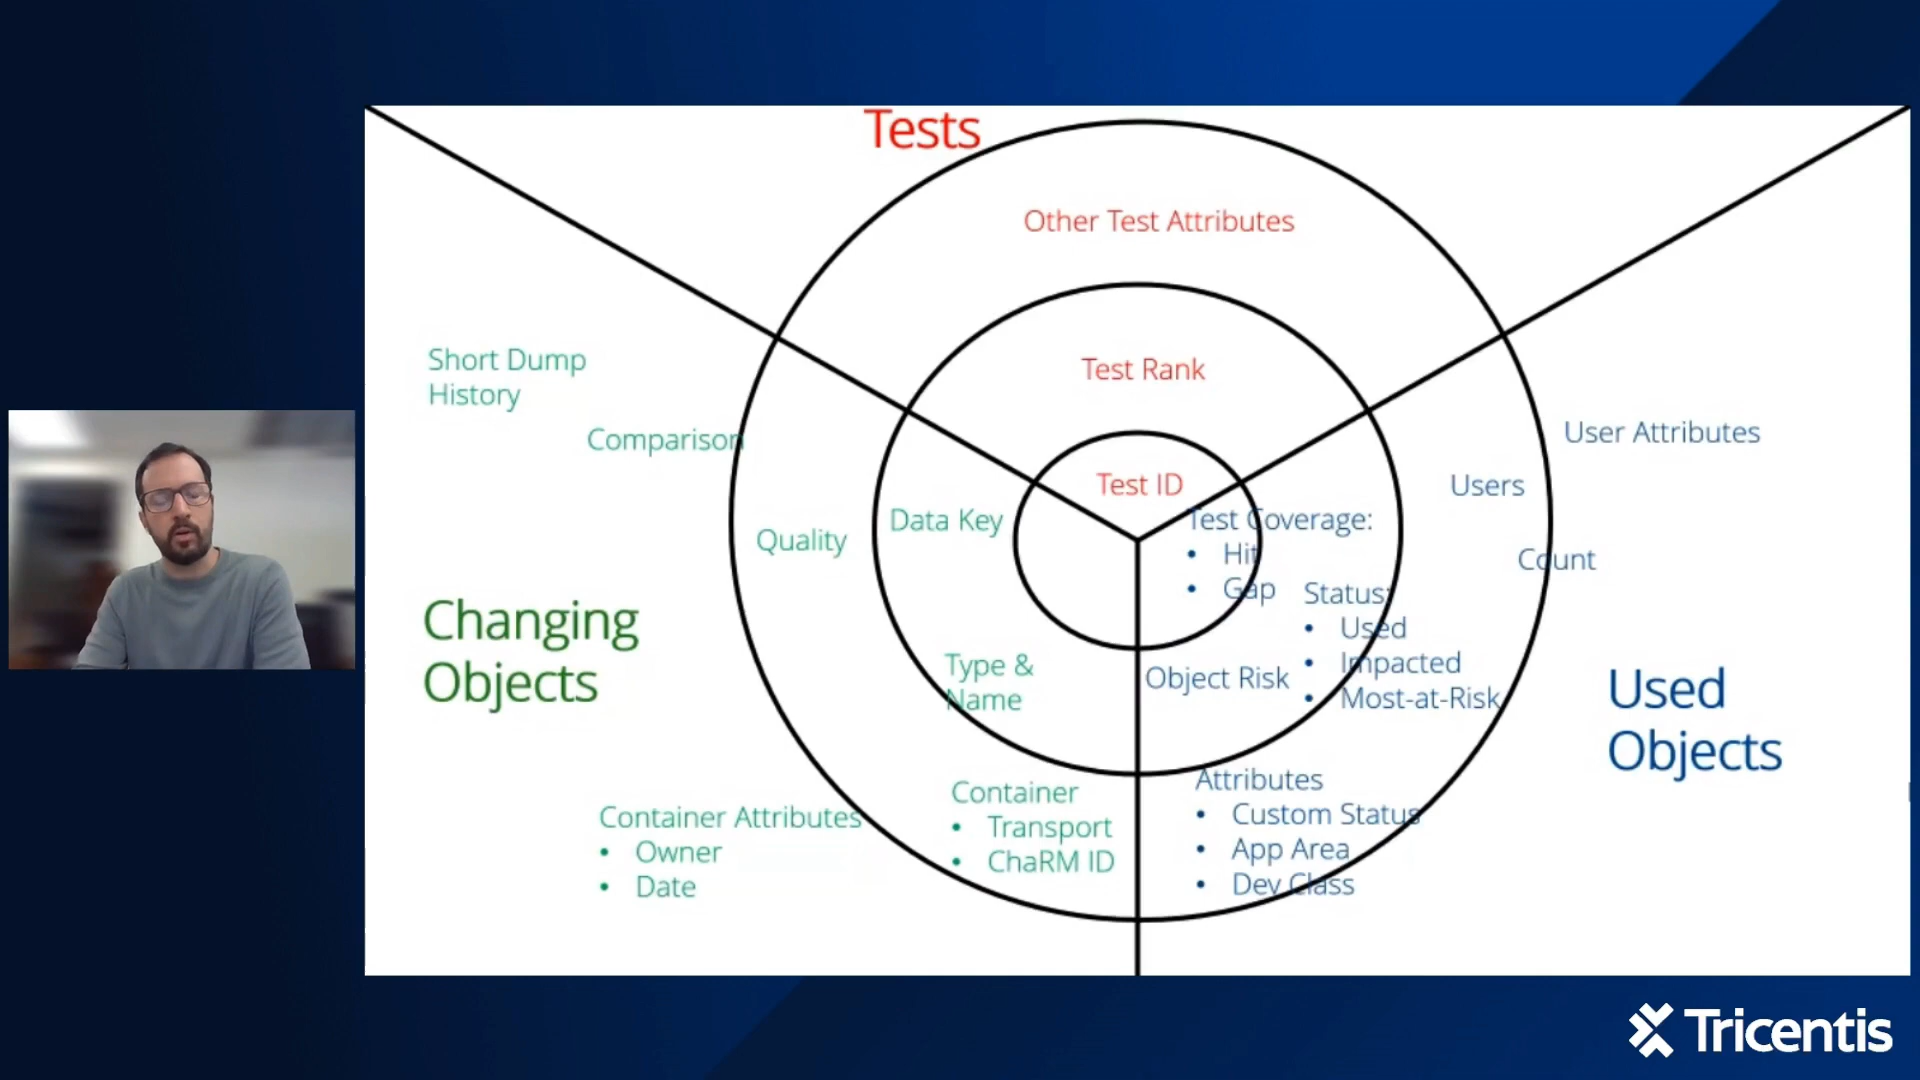 Tests
Other Test Attributes
Test Rank
Test ID
Short Dump
History
Comparison
Quality
Data Key
Type &
Name
Changing
Objects
Container Attributes
• Owner
• Date
Container
• Transport
• ChaRM ID
User Attributes
Users
Count
Test Coverage:
• Hit
• Gap
Status:
• Used
• Impacted
• Most-at-Risk
Object Risk
Used
Objects
Attributes
• Custom Status
• App Area
• Dev Class
Tricentis